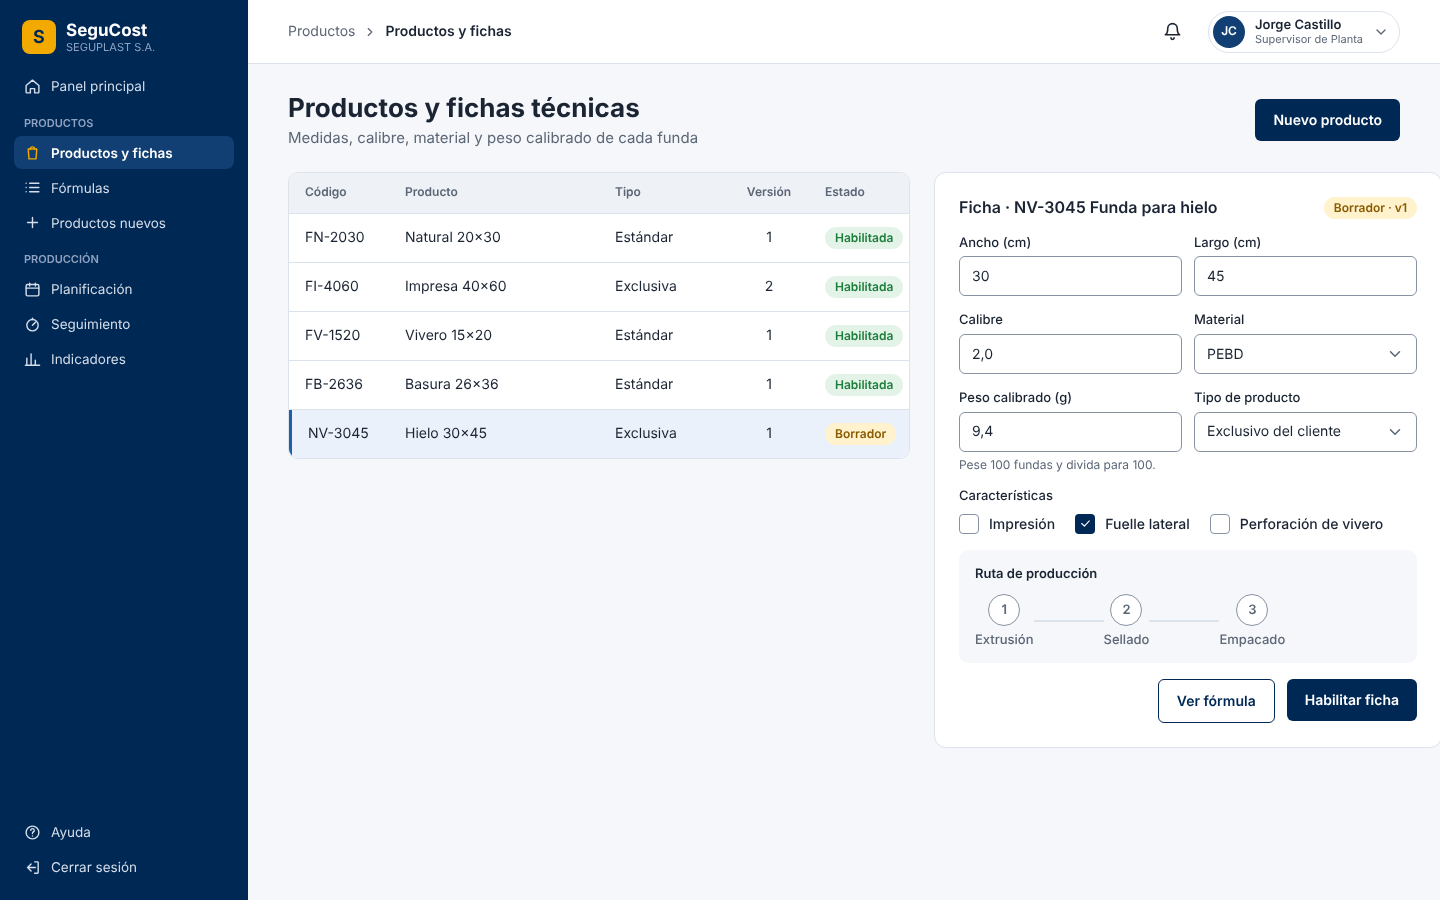 S
SeguCost
SEGUPLAST S.A.
Panel principal
PRODUCTOS
Productos y fichas
Fórmulas
Productos nuevos
PRODUCCIÓN
Planificación
Seguimiento
Indicadores
Ayuda
Cerrar sesión
Productos > Productos y fichas
JC
Jorge Castillo
Supervisor de Planta
Productos y fichas técnicas
Medidas, calibre, material y peso calibrado de cada funda
Nuevo producto
Código Producto Tipo Versión Estado
FN-2030 Natural 20×30 Estándar 1 Habilitada
FI-4060 Impresa 40×60 Exclusiva 2 Habilitada
FV-1520 Vivero 15×20 Estándar 1 Habilitada
FB-2636 Basura 26×36 Estándar 1 Habilitada
NV-3045 Hielo 30×45 Exclusiva 1 Borrador
Ficha · NV-3045 Funda para hielo
Borrador · v1
Ancho (cm) Largo (cm)
30 45
Calibre Material
2,0 PEBD
Peso calibrado (g) Tipo de producto
9,4 Exclusivo del cliente
Pese 100 fundas y divida para 100.
Características
Impresión Fuelle lateral Perforación de vivero
Ruta de producción
1 2 3
Extrusión Sellado Empacado
Ver fórmula Habilitar ficha